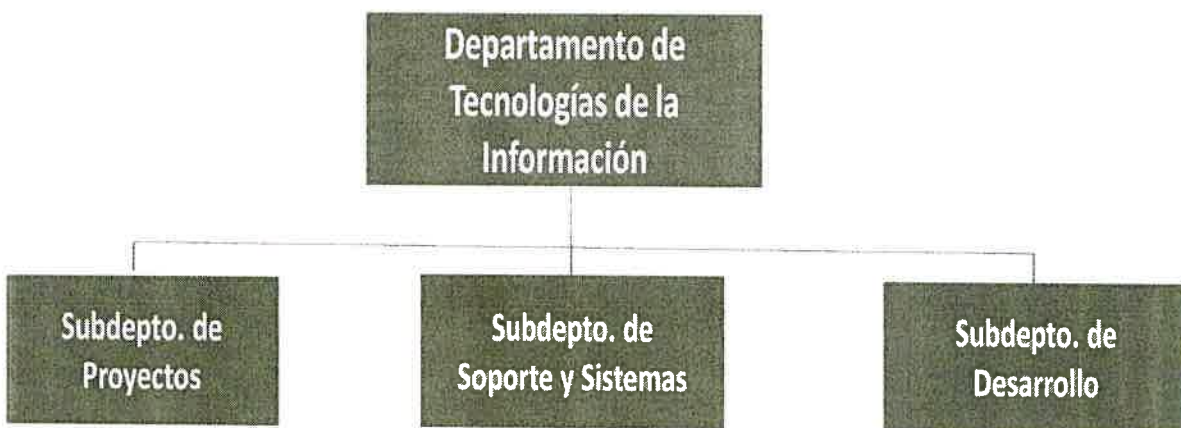 Departamento de
Tecnologías de la
Información
Subdepto. de
Proyectos
Subdepto. de
Soporte y Sistemas
Subdepto. de
Desarrollo